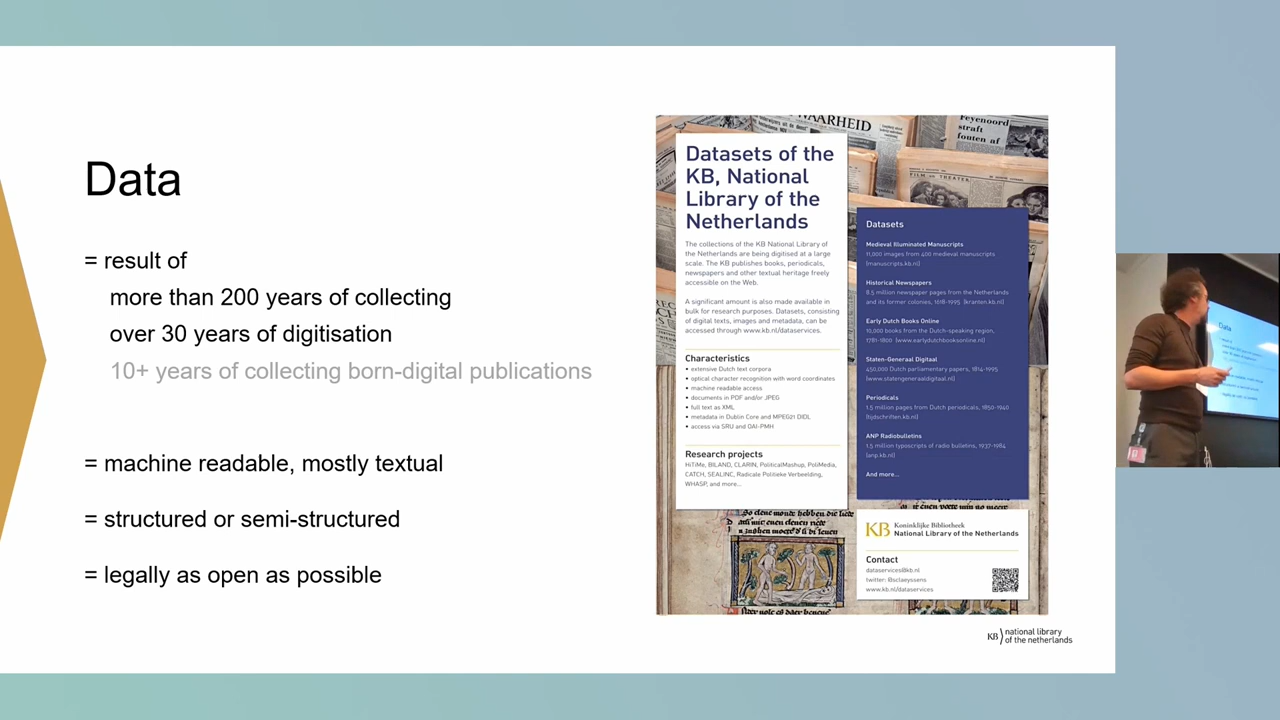 Data
= result of
more than 200 years of collecting
over 30 years of digitisation
10+ years of collecting born-digital publications
= machine readable, mostly textual
= structured or semi-structured
= legally as open as possible
WAARHEID
Feyenoord
straft
fouten af
FILM EN THEATER
Datasets of the
KB, National
Library of the
Netherlands
The collections of the KB National Library of
the Netherlands are being digitised at a large
scale. The KB publishes books, periodicals,
newspapers and other textual heritage freely
accessible on the Web.
A significant amount is also made available in
bulk for research purposes. Datasets, consisting
of digital texts, images and metadata, can be
accessed through www.kb.nl/dataservices.
Characteristics
• extensive Dutch text corpora
• optical character recognition with word coordinates
• machine readable access
• documents in PDF and/or JPEG
• full text as XML
• metadata in Dublin Core and MPEG21 DIDL
• access via SRU and OAI-PMH
Research projects
HiTiMe, BILAND, CLARIN, PoliticalMashup, PoliMedia,
CATCH, SEALINC, Radicale Politieke Verbeelding,
WHASP, and more...
Datasets
Medieval Illuminated Manuscripts
11,000 images from 400 medieval manuscripts
(manuscripts.kb.nl)
Historical Newspapers
8.5 million newspaper pages from the Netherlands
and its former colonies, 1618-1995 (kranten.kb.nl)
Early Dutch Books Online
10,000 books from the Dutch-speaking region,
1781-1800 (www.earlydutchbooksonline.nl)
Staten-Generaal Digitaal
450,000 Dutch parliamentary papers, 1814-1995
(www.statengeneraaldigitaal.nl)
Periodicals
1.5 million pages from Dutch periodicals, 1850-1940
(tijdschriften.kb.nl)
ANP Radiobulletins
1.5 million typoscripts of radio bulletins, 1937-1984
(anp.kb.nl)
And more...
KB Koninklijke Bibliotheek
National Library of the Netherlands
Contact
dataservices@kb.nl
twitter: @sclaeyssens
www.kb.nl/dataservices
KB national library
of the netherlands
Data